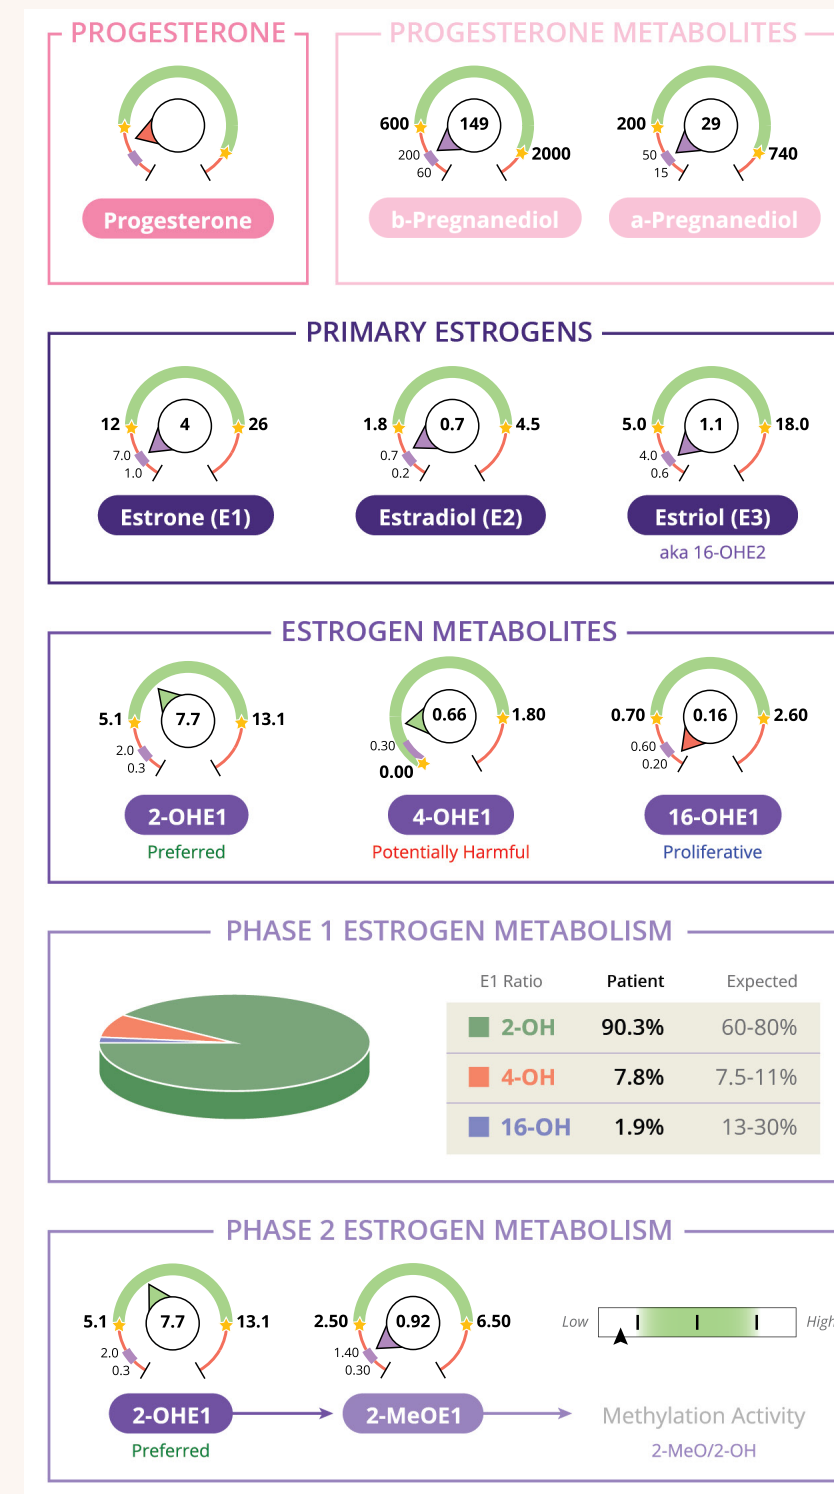 PROGESTERONE
PROGESTERONE METABOLITES
600 149 2000
200
60
200 29 740
50
15
Progesterone
b-Pregnanediol
a-Pregnanediol
PRIMARY ESTROGENS
12 4 26
7.0
1.0
1.8 0.7 4.5
0.7
0.2
5.0 1.1 18.0
4.0
0.6
Estrone (E1)
Estradiol (E2)
Estriol (E3)
aka 16-OHE2
ESTROGEN METABOLITES
5.1 7.7 13.1
2.0
0.3
0.66 1.80
0.30
0.00
0.70 0.16 2.60
0.60
0.20
2-OHE1
4-OHE1
16-OHE1
Preferred
Potentially Harmful
Proliferative
PHASE 1 ESTROGEN METABOLISM
E1 Ratio Patient Expected
2-OH 90.3% 60-80%
4-OH 7.8% 7.5-11%
16-OH 1.9% 13-30%
PHASE 2 ESTROGEN METABOLISM
5.1 7.7 13.1
2.0
0.3
2.50 0.92 6.50
1.40
0.30
Low High
2-OHE1
2-MeOE1
Methylation Activity
Preferred
2-MeO/2-OH